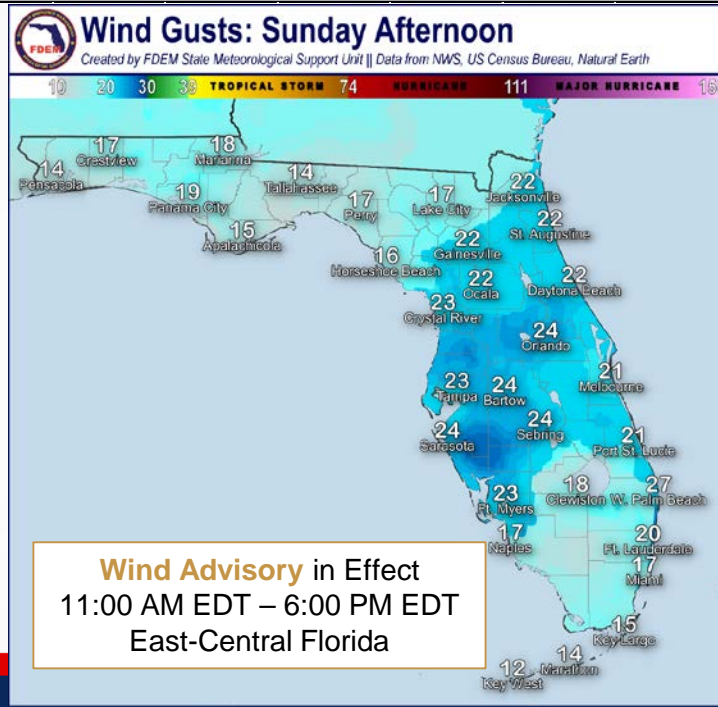 FDEM
Wind Gusts: Sunday Afternoon
Created by FDEM State Meteorological Support Unit || Data from NWS, US Census Bureau, Natural Earth
10 20 30 39 TROPICAL STORM 74 HURRICANE 111 MAJOR HURRICANE
17
Crestview
18
Marianna
14
Pensacola
14
Tallahassee
19
Panama City
17
Perry
17
Lake City
22
Jacksonville
15
Apalachicola
22
St. Augustine
16
Horseshoe Beach
22
Gainesville
22
Ocala
22
Daytona Beach
23
Crystal River
24
Orlando
23
Tampa
24
Bartow
21
Melbourne
24
Sarasota
24
Sebring
21
Port St. Lucie
23
Ft. Myers
18
Clewiston
27
W. Palm Beach
17
Naples
20
Ft. Lauderdale
17
Miami
15
Key Largo
14
Marathon
12
Key West
Wind Advisory in Effect
11:00 AM EDT – 6:00 PM EDT
East-Central Florida